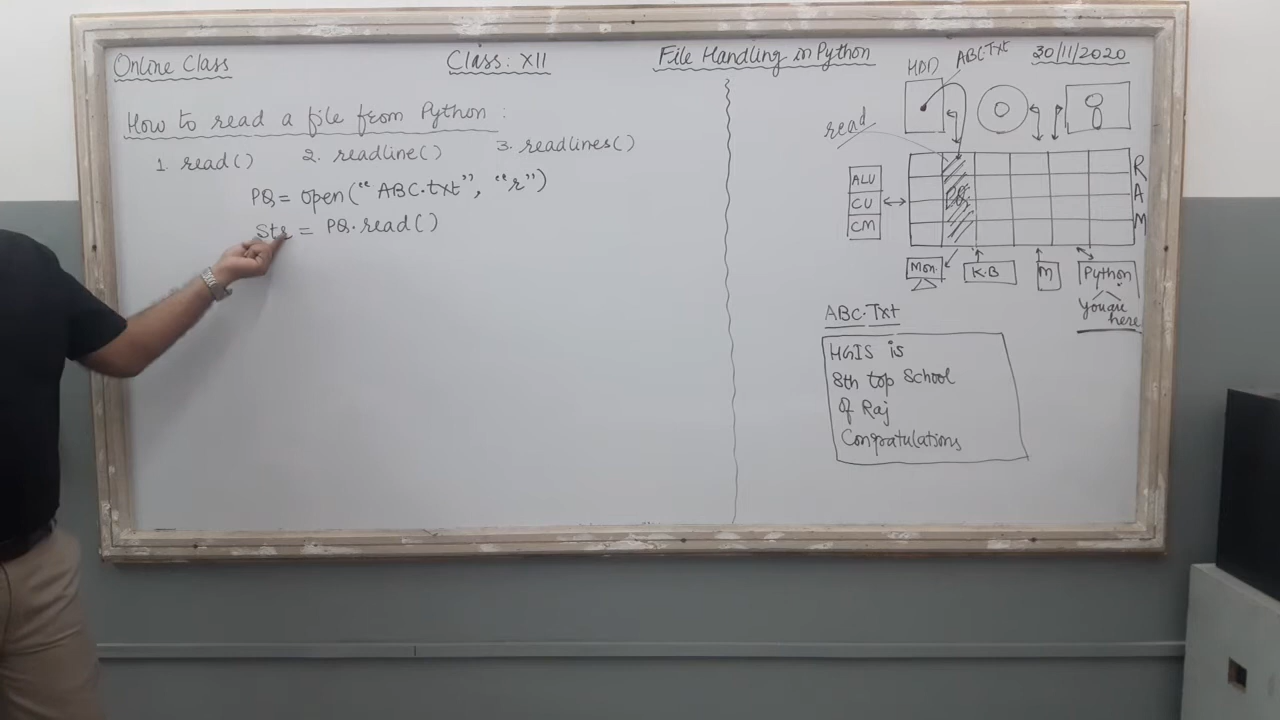 Online Class Class: XII File Handling in Python 30/11/2020
How to read a file from Python :
1. read() 2. readline() 3. readlines()
PQ = open("ABC.txt", "r")
Str = PQ.read()
HDD ABC.Txt
read
ALU
CU
CM
PQ
RAM
Mon. K.B M Python
You are
here
ABC.Txt
HGIS is
8th top School
Of Raj
Congratulations